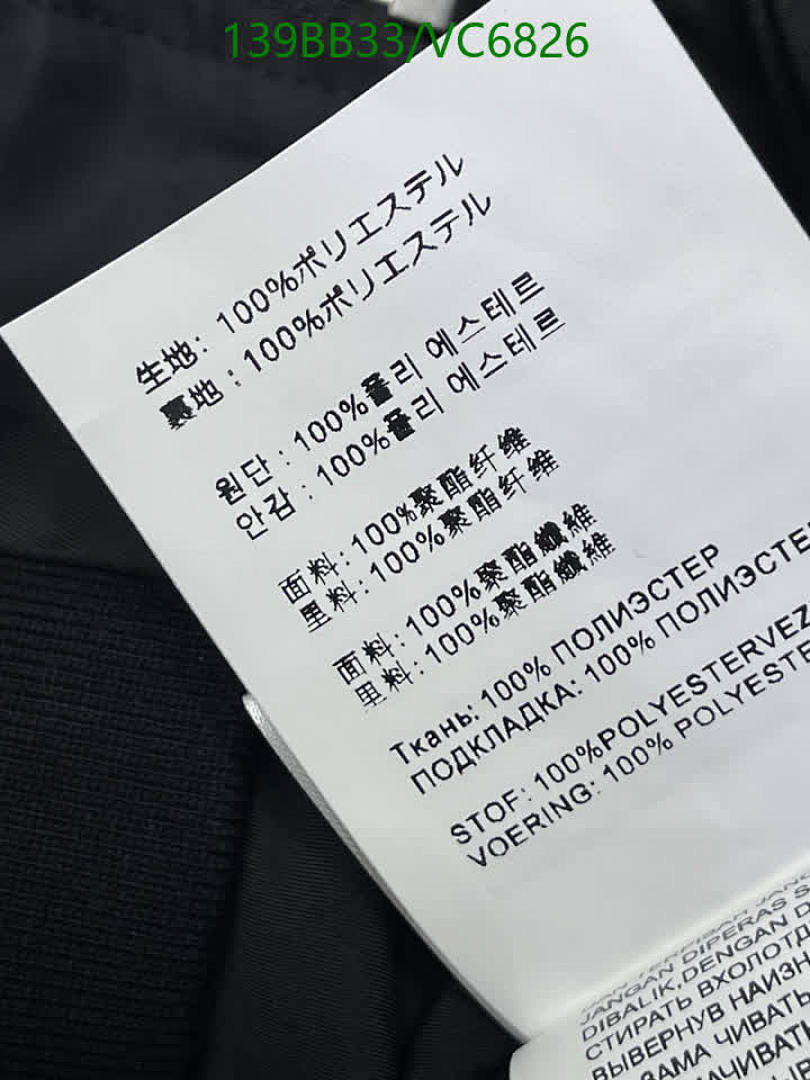 139BB33/VC6826
生地: 100%ポリエステル
裏地 : 100%ポリエステル
원단 : 100%폴리 에스테르
안감 : 100%폴리 에스테르
面料: 100%聚酯纤维
里料: 100%聚酯纤维
面料: 100%聚酯纖維
里料: 100%聚酯纖維
Ткань: 100% ПОЛИЭСТЕР
ПОДКЛАДКА: 100% ПОЛИЭСТЕ
STOF: 100%POLYESTERVEZ
VOERING: 100% POLYESTE
JANGAN DIPERAS S
DIBALIK,DENGAN D
СТИРАТЬ ВХОЛОТД
ВЫВЕРНУВ НАИЗН
ЗАМА ЧИВАТЬ